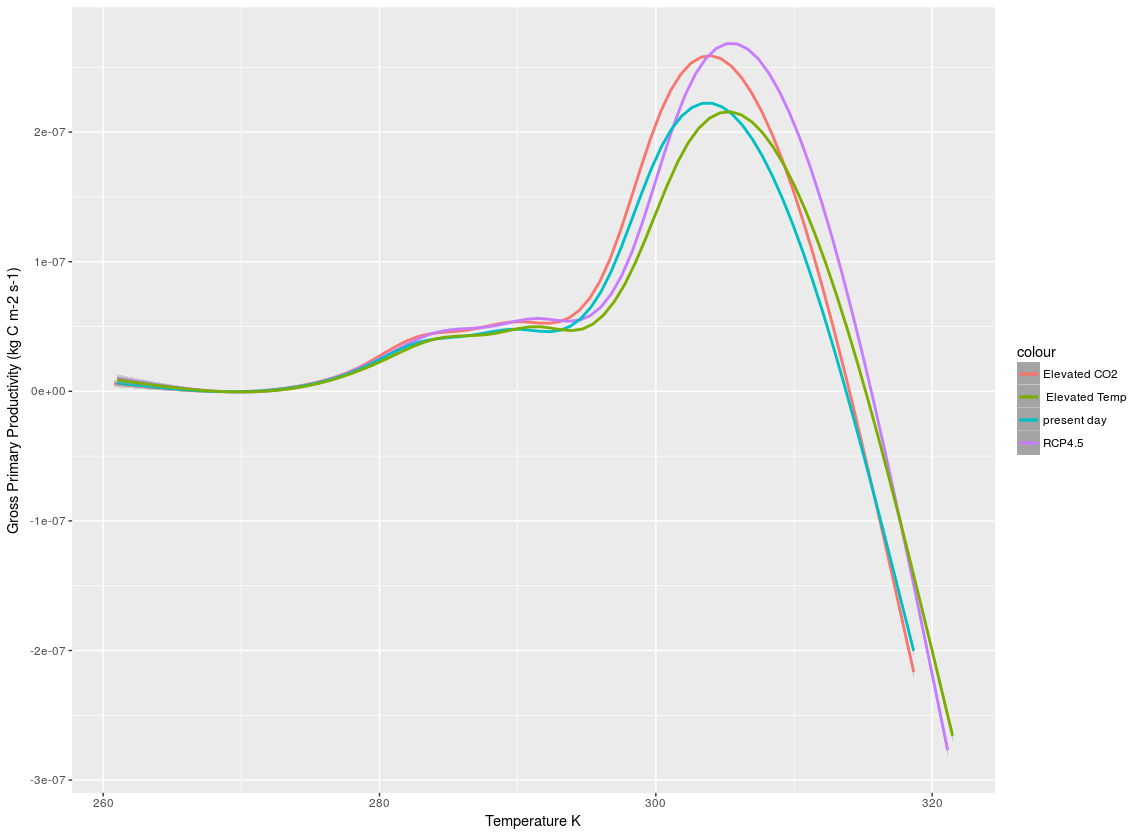 Gross Primary Productivity (kg C m-2 s-1)
2e-07
1e-07
0e+00
-1e-07
-2e-07
-3e-07
260
280
300
320
Temperature K
colour
Elevated CO2
Elevated Temp
present day
RCP4.5